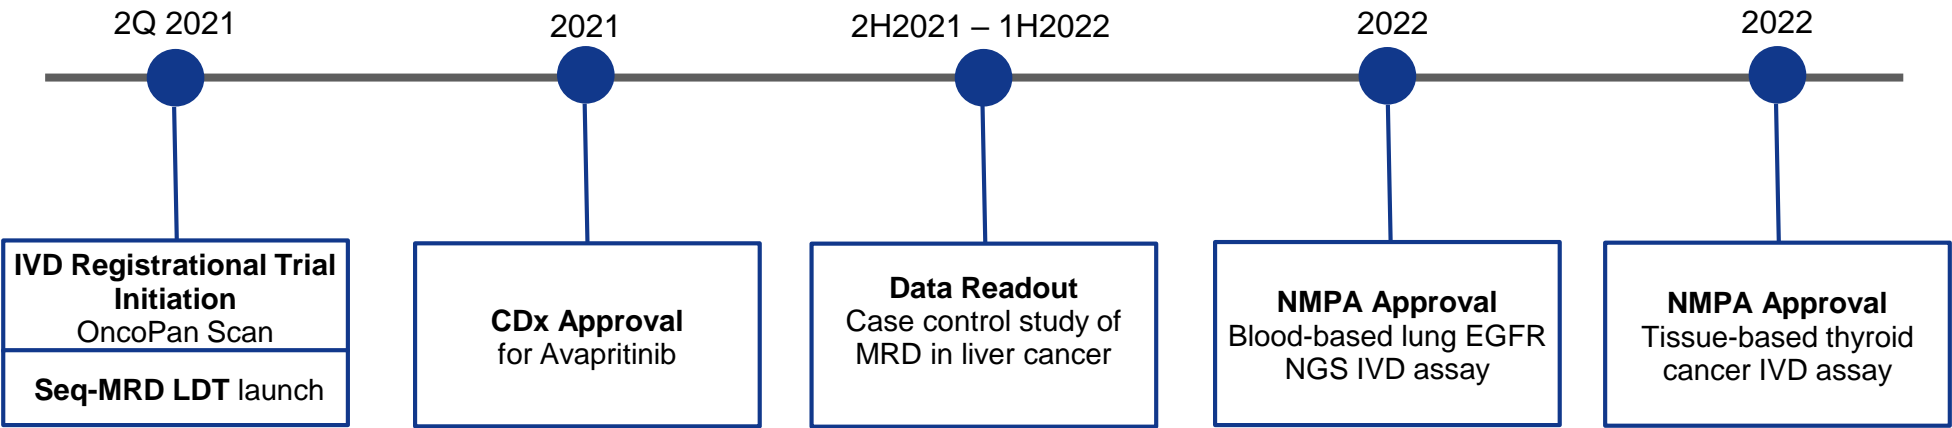 2Q 2021
2021
2H2021 – 1H2022
2022
2022
IVD Registrational Trial
Initiation
OncoPan Scan
Seq-MRD LDT launch
CDx Approval
for Avapritinib
Data Readout
Case control study of
MRD in liver cancer
NMPA Approval
Blood-based lung EGFR
NGS IVD assay
NMPA Approval
Tissue-based thyroid
cancer IVD assay